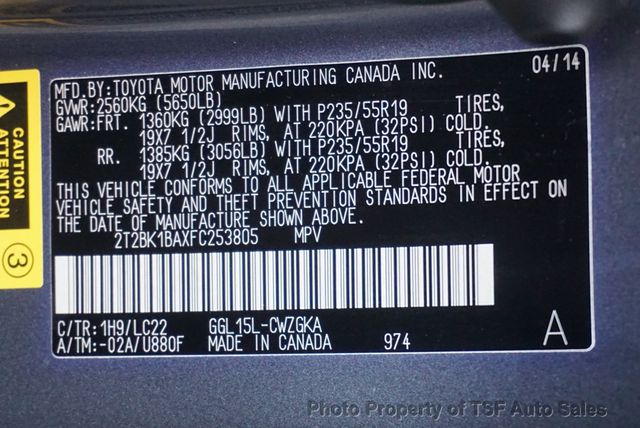 MFD.BY:TOYOTA MOTOR MANUFACTURING CANADA INC. 04/14
GVWR:2560KG (5650LB)
GAWR:FRT. 1360KG (2999LB) WITH P235/55R19 TIRES,
19X7 1/2J RIMS, AT 220KPA (32PSI) COLD.
RR. 1385KG (3056LB) WITH P235/55R19 TIRES,
19X7 1/2J RIMS, AT 220KPA (32PSI) COLD.
THIS VEHICLE CONFORMS TO ALL APPLICABLE FEDERAL MOTOR
VEHICLE SAFETY AND THEFT PREVENTION STANDARDS IN EFFECT ON
THE DATE OF MANUFACTURE SHOWN ABOVE.
2T2BK1BAXFC253805 MPV
C/TR:1H9/LC22 GGL15L-CWZGKA
A/TM:-02A/U880F MADE IN CANADA 974 A
CAUTION
3
Photo Property of TSF Auto Sales